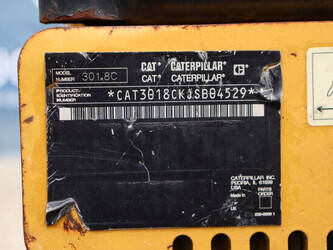 CAT® CATERPILLAR®
MODEL NUMBER 301.8C
CAT® CATERPILLAR®
PRODUCT IDENTIFICATION NUMBER
*CAT3018CKJSB04529*
CATERPILLAR INC.
PEORIA, IL 61629
USA
Made in
UK
PARTS ORDER